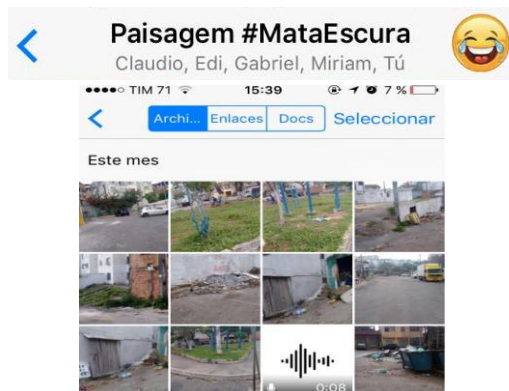 Paisagem #MataEscura
Claudio, Edi, Gabriel, Miriam, Tú
TIM 71 15:39 7 %
Archi... Enlaces Docs Seleccionar
Este mes
0:08